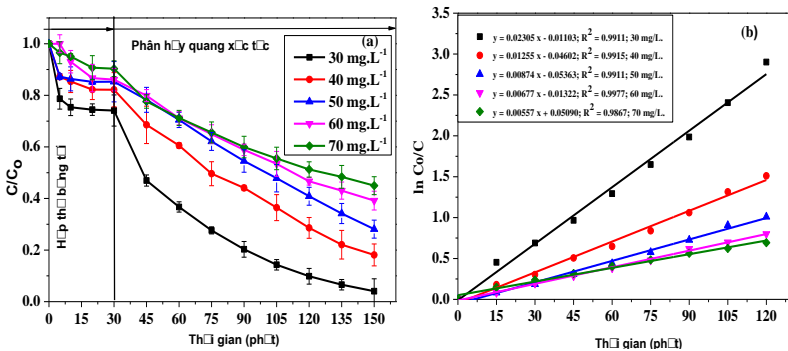 (a)
Phân h□y quang x□c t□c
H□p th□ b□ng t□i
30 mg.L-1
40 mg.L-1
50 mg.L-1
60 mg.L-1
70 mg.L-1
C/Co
1.0
0.8
0.6
0.4
0.2
0.0
0 15 30 45 60 75 90 105 120 135 150
Th□i gian (ph□t)
(b)
y = 0.02305 x - 0.01103; R2 = 0.9911; 30 mg/L.
y = 0.01255 x - 0.04602; R2 = 0.9915; 40 mg/L.
y = 0.00874 x - 0.05363; R2 = 0.9911; 50 mg/L.
y = 0.00677 x - 0.01322; R2 = 0.9977; 60 mg/L.
y = 0.00557 x + 0.05090; R2 = 0.9867; 70 mg/L.
ln Co/C
3.5
3.0
2.5
2.0
1.5
1.0
0.5
0.0
0 15 30 45 60 75 90 105 120
Th□i gian (ph□t)